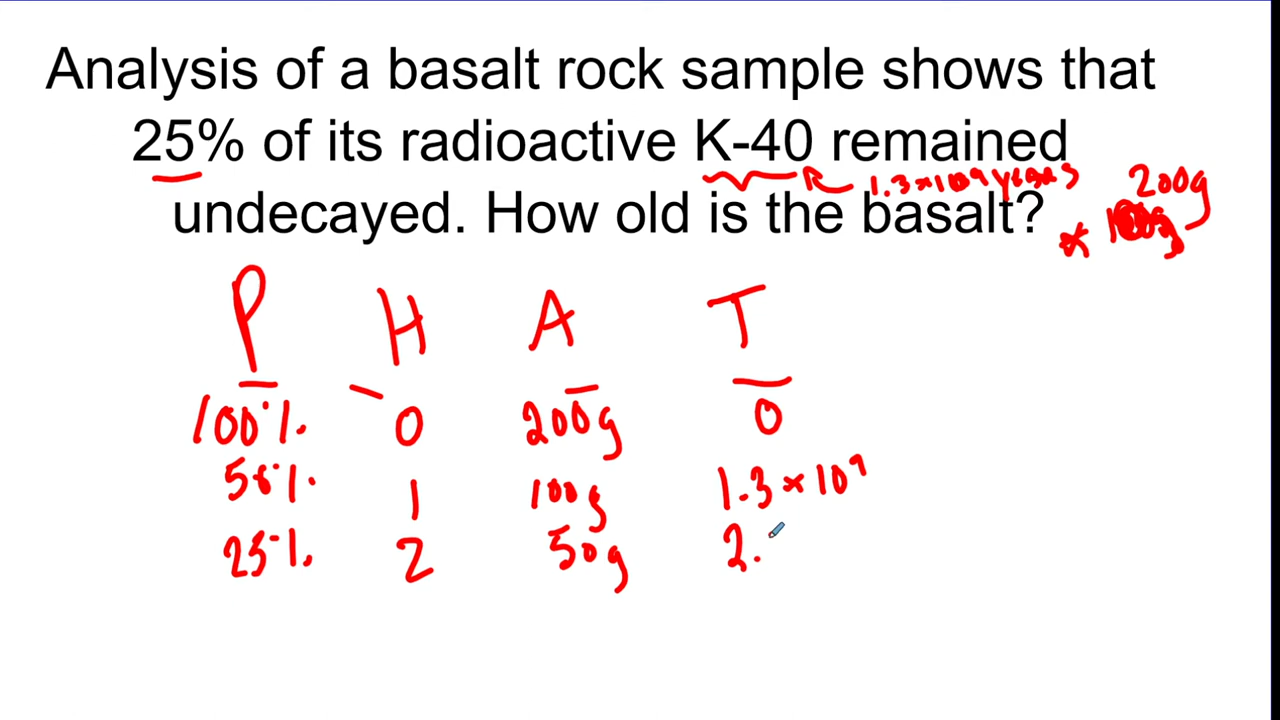 Analysis of a basalt rock sample shows that
25% of its radioactive K-40 remained
1.3 × 10⁹ years
200g
undecayed. How old is the basalt?
*
P H A T
100% 0 200g 0
50% 1 100g 1.3 × 10⁹
25% 2 50g 2.